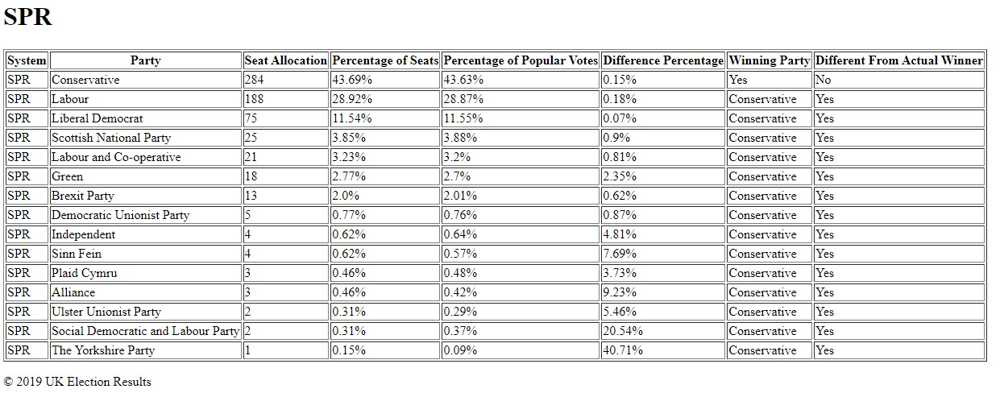 SPR
System Party Seat Allocation Percentage of Seats Percentage of Popular Votes Difference Percentage Winning Party Different From Actual Winner
SPR Conservative 284 43.69% 43.63% 0.15% Yes No
SPR Labour 188 28.92% 28.87% 0.18% Conservative Yes
SPR Liberal Democrat 75 11.54% 11.55% 0.07% Conservative Yes
SPR Scottish National Party 25 3.85% 3.88% 0.9% Conservative Yes
SPR Labour and Co-operative 21 3.23% 3.2% 0.81% Conservative Yes
SPR Green 18 2.77% 2.7% 2.35% Conservative Yes
SPR Brexit Party 13 2.0% 2.01% 0.62% Conservative Yes
SPR Democratic Unionist Party 5 0.77% 0.76% 0.87% Conservative Yes
SPR Independent 4 0.62% 0.64% 4.81% Conservative Yes
SPR Sinn Fein 4 0.62% 0.57% 7.69% Conservative Yes
SPR Plaid Cymru 3 0.46% 0.48% 3.73% Conservative Yes
SPR Alliance 3 0.46% 0.42% 9.23% Conservative Yes
SPR Ulster Unionist Party 2 0.31% 0.29% 5.46% Conservative Yes
SPR Social Democratic and Labour Party 2 0.31% 0.37% 20.54% Conservative Yes
SPR The Yorkshire Party 1 0.15% 0.09% 40.71% Conservative Yes
© 2019 UK Election Results